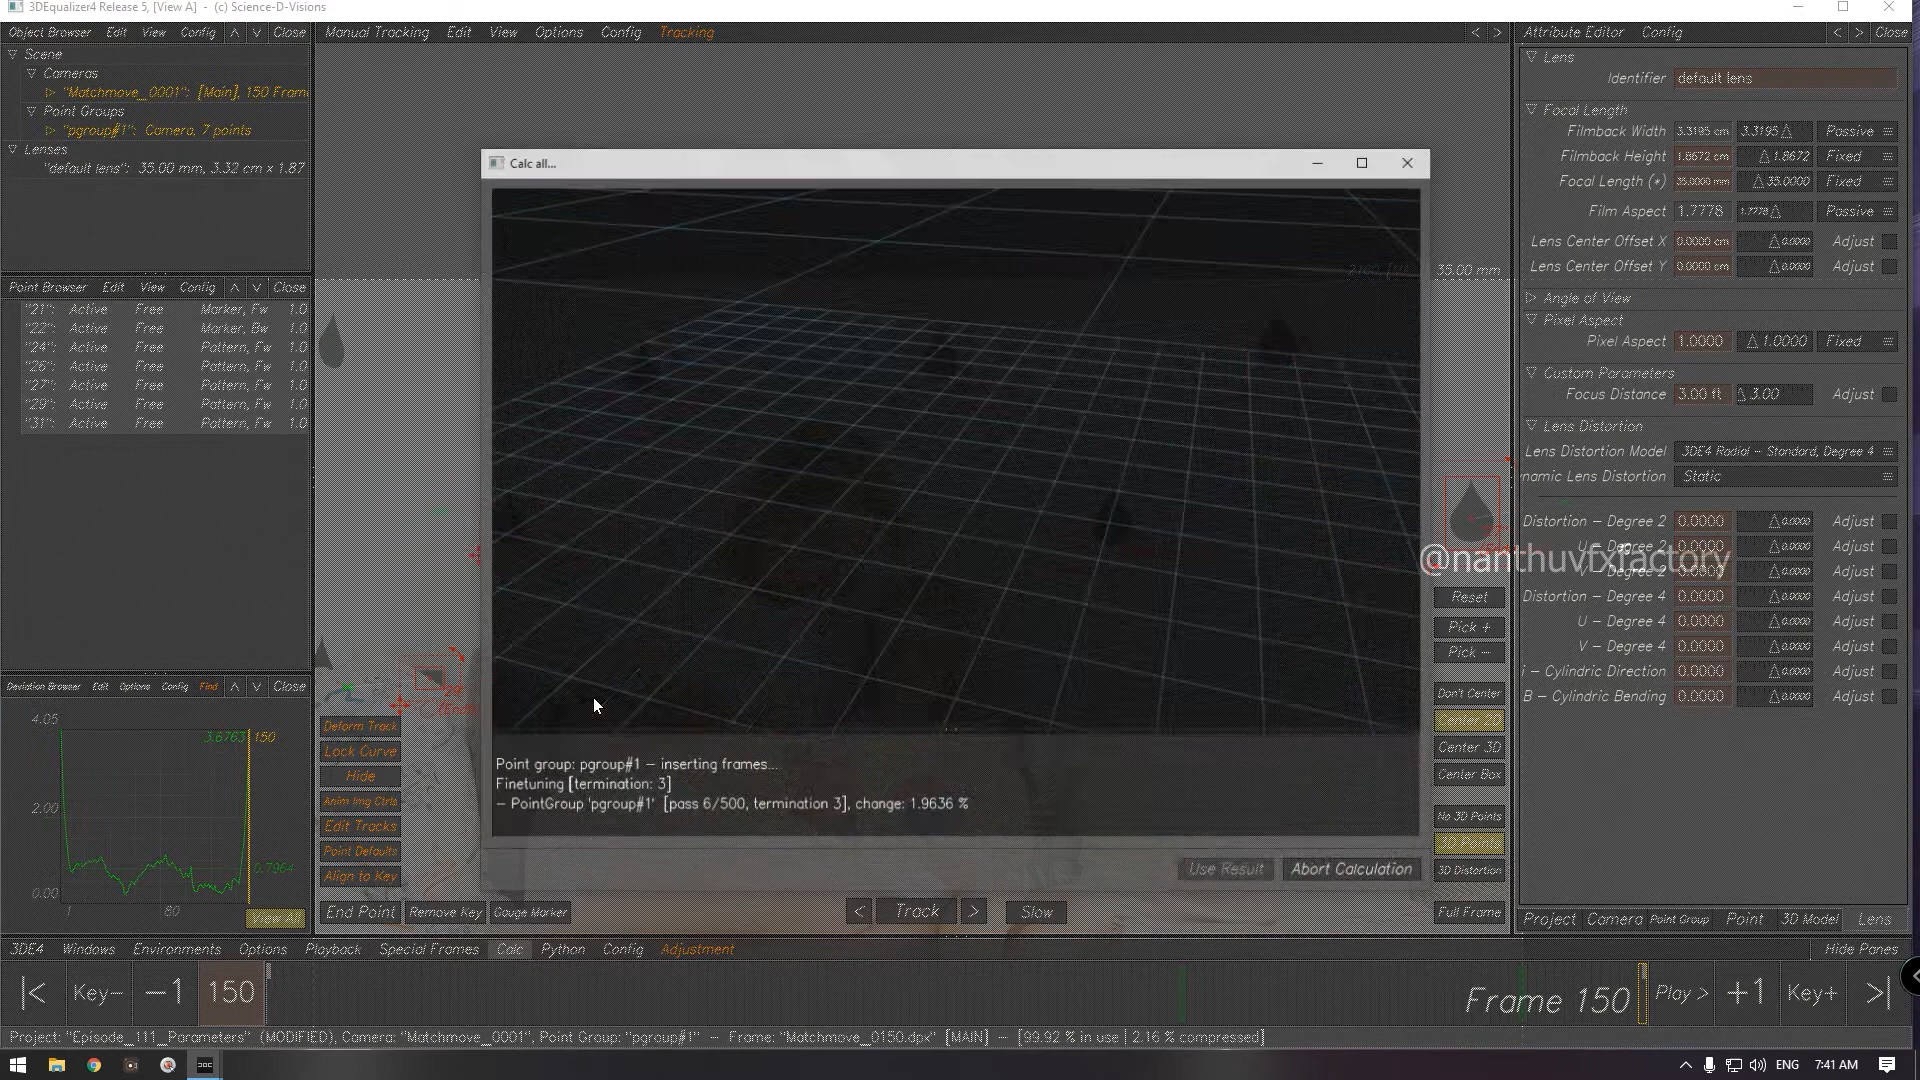 3DEqualizer4 Release 5, [View A]  -  (c) Science-D-Visions
Object Browser Edit View Config Close
Scene
Cameras
"Matchmove_0001":  [Main], 150 Fram
Point Groups
"pgroup#1":  Camera, 7 points
Lenses
"default lens":  35.00 mm, 3.32 cm x 1.87
Point Browser Edit View Config Close
"21": Active Free Marker, Fw 1.0
"22": Active Free Marker, Bw 1.0
"24": Active Free Pattern, Fw 1.0
"26": Active Free Pattern, Fw 1.0
"27": Active Free Pattern, Fw 1.0
"29": Active Free Pattern, Fw 1.0
"31": Active Free Pattern, Fw 1.0
Deviation Browser Edit Options Config Find Close
4.05
3.6763 150
2.00
0.7964
0.00
1 80
View All
Manual Tracking Edit View Options Config Tracking
Calc all...
35.00 mm
Point group: pgroup#1 – inserting frames...
Finetuning [termination: 3]
– PointGroup 'pgroup#1'  [pass 6/500, termination 3], change: 1.9636 %
Use Result Abort Calculation
Deform Track
Lock Curve
Hide
Anim Img Ctrls
Edit Tracks
Point Defaults
Align to Key
End Point Remove Key Gauge Marker < Track > Slow
Reset
Pick +
Pick –
Don't Center
Center 2D
Center 3D
Center Box
No 3D Points
3D Distortion
Full Frame
Attribute Editor Config < > Close
Lens
Identifier default lens
Focal Length
Filmback Width 3.3195 cm 3.3195 Passive
Filmback Height 1.8672 cm 1.8672 Fixed
Focal Length (*) 35.0000 mm 35.0000 Fixed
Film Aspect 1.7778 1.7778 Passive
Lens Center Offset X 0.0000 cm 0.0000 Adjust
Lens Center Offset Y 0.0000 cm 0.0000 Adjust
Angle of View
Pixel Aspect
Pixel Aspect 1.0000 1.0000 Fixed
Custom Parameters
Focus Distance 3.00 ft 3.00 Adjust
Lens Distortion
Lens Distortion Model 3DE4 Radial – Standard, Degree 4
namic Lens Distortion Static
Distortion – Degree 2 0.0000 0.0000 Adjust
U – Degree 2 0.0000 0.0000 Adjust
@nanthuvfxfactory
V – Degree 2 0.0000 0.0000 Adjust
Distortion – Degree 4 0.0000 0.0000 Adjust
U – Degree 4 0.0000 0.0000 Adjust
V – Degree 4 0.0000 0.0000 Adjust
i – Cylindric Direction 0.0000 0.0000 Adjust
B – Cylindric Bending 0.0000 0.0000 Adjust
Project Camera Point Group Point 3D Model Lens
3DE4 Windows Environments Options Playback Special Frames Calc Python Config Adjustment Hide Panes
|< Key– –1 150 Frame 150 Play > +1 Key+ >|
Project: "Episode_111_Parameters"  (MODIFIED), Camera: "Matchmove_0001", Point Group: "pgroup#1"  –  Frame: "Matchmove_0150.dpx"  [MAIN]  –  [99.92 % in use | 2.16 % compressed]
ENG 7:41 AM